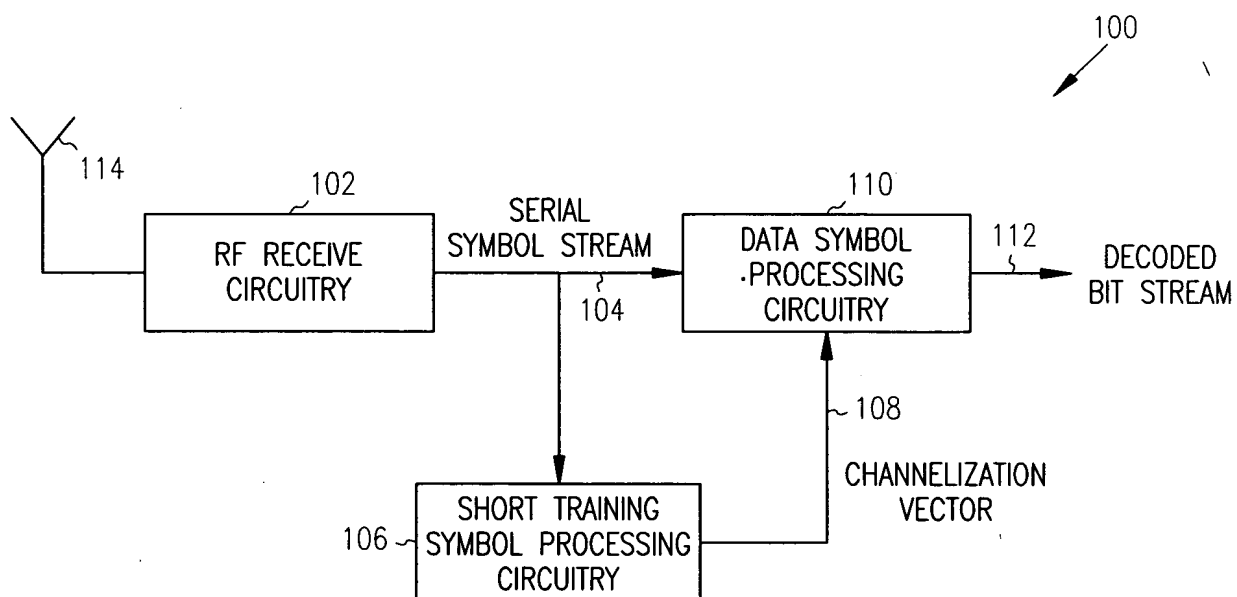 100
114
102
RF RECEIVE
CIRCUITRY
SERIAL
SYMBOL STREAM
104
110
DATA SYMBOL
PROCESSING
CIRCUITRY
112
DECODED
BIT STREAM
108
CHANNELIZATION
VECTOR
106
SHORT TRAINING
SYMBOL PROCESSING
CIRCUITRY